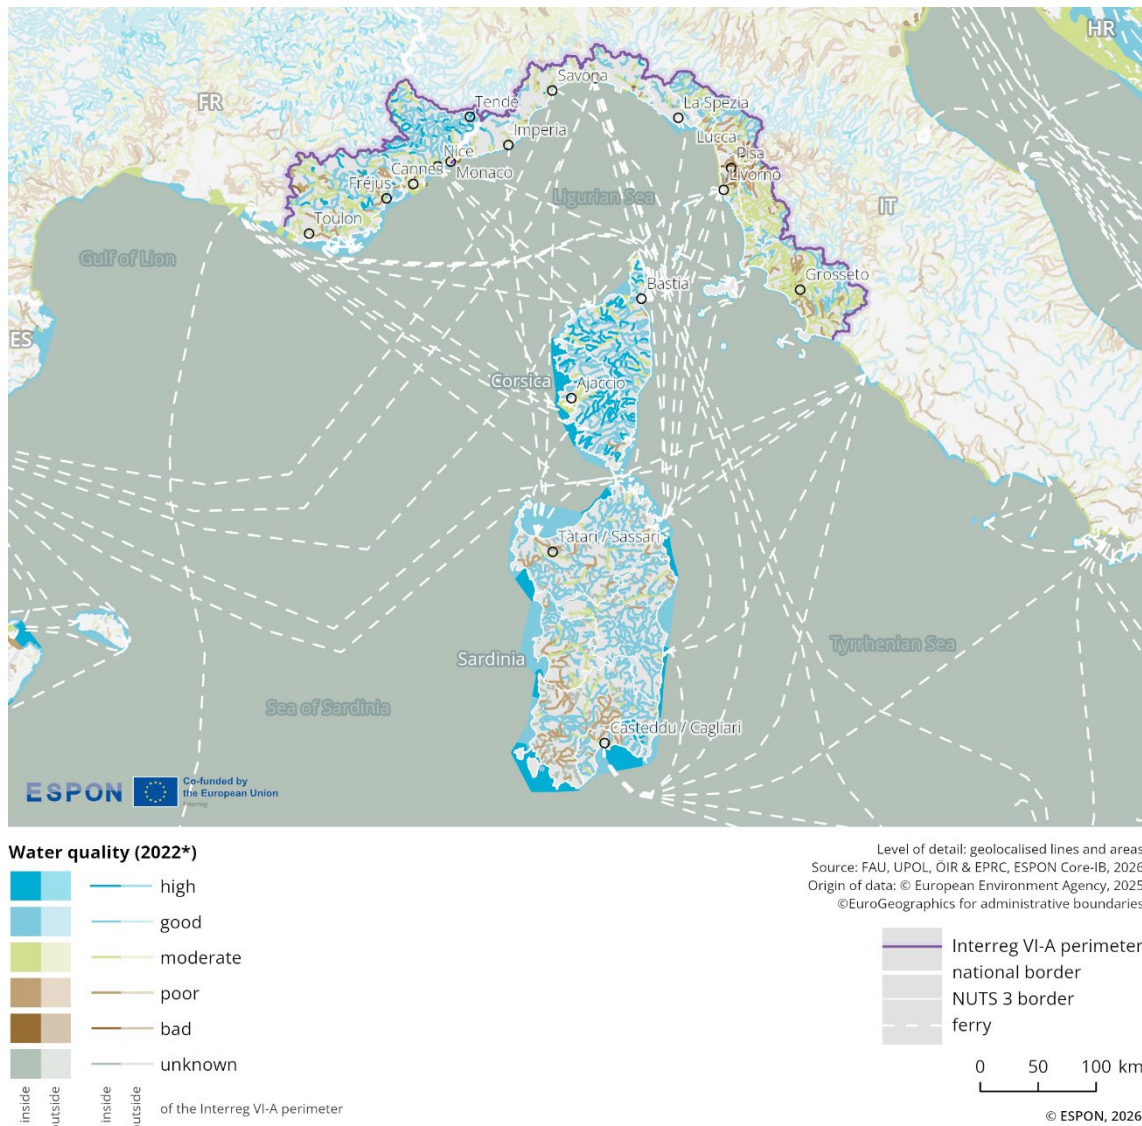 HR
FR
Savona
Tende
La Spezia
Imperia
Lucca
Nice
Pisa
Cannes
Monaco
Livorno
Fréjus
Ligurian Sea
IT
Toulon
Gulf of Lion
Grosseto
Bastia
ES
Corsica
Ajaccio
Tàtari / Sassari
Tyrrhenian Sea
Sardinia
Sea of Sardinia
Casteddu / Cagliari
ESPON
Co-funded by
the European Union
Interreg
Water quality (2022*)
high
good
moderate
poor
bad
unknown
inside
outside
inside
outside
of the Interreg VI-A perimeter
Level of detail: geolocalised lines and areas
Source: FAU, UPOL, ÖIR & EPRC, ESPON Core-IB, 2026
Origin of data: © European Environment Agency, 2025
©EuroGeographics for administrative boundaries
Interreg VI-A perimeter
national border
NUTS 3 border
ferry
0 50 100 km
© ESPON, 2026